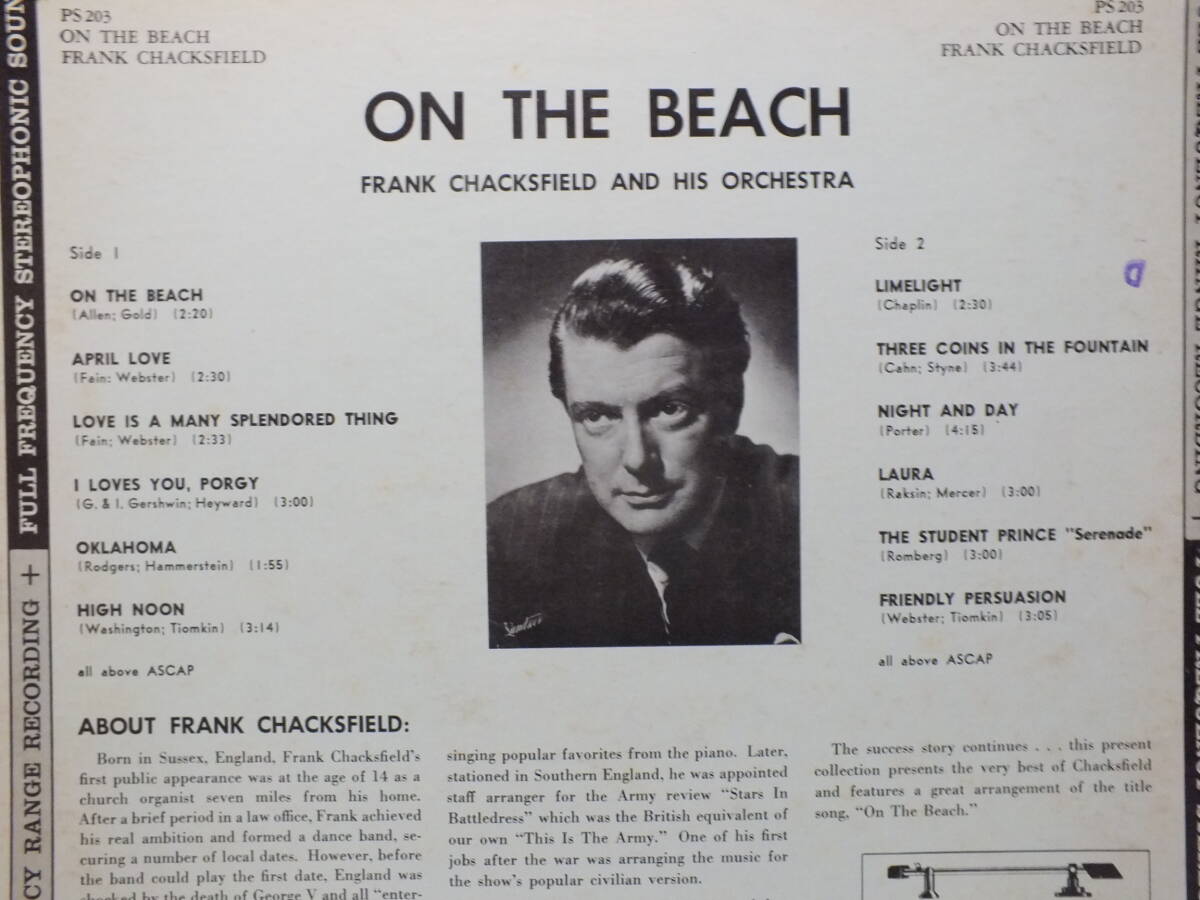 PS 203
ON THE BEACH
FRANK CHACKSFIELD
PS 203
ON THE BEACH
FRANK CHACKSFIELD
FULL FREQUENCY STEREOPHONIC SOUN
CY RANGE RECORDING +
ON THE BEACH
FRANK CHACKSFIELD AND HIS ORCHESTRA
Side 1
ON THE BEACH
(Allen; Gold) (2:20)
APRIL LOVE
(Fain; Webster) (2:30)
LOVE IS A MANY SPLENDORED THING
(Fain; Webster) (2:33)
I LOVES YOU, PORGY
(G. & I. Gershwin; Heyward) (3:00)
OKLAHOMA
(Rodgers; Hammerstein) (1:55)
HIGH NOON
(Washington; Tiomkin) (3:14)
all above ASCAP
Side 2
LIMELIGHT
(Chaplin) (2:30)
THREE COINS IN THE FOUNTAIN
(Cahn; Styne) (3:44)
NIGHT AND DAY
(Porter) (4:15)
LAURA
(Raksin; Mercer) (3:00)
THE STUDENT PRINCE "Serenade"
(Romberg) (3:00)
FRIENDLY PERSUASION
(Webster; Tiomkin) (3:05)
all above ASCAP
ABOUT FRANK CHACKSFIELD:
Born in Sussex, England, Frank Chacksfield's
first public appearance was at the age of 14 as a
church organist seven miles from his home.
After a brief period in a law office, Frank achieved
his real ambition and formed a dance band, se-
curing a number of local dates. However, before
the band could play the first date, England was
shocked by the death of George V and all "enter-
singing popular favorites from the piano. Later,
stationed in Southern England, he was appointed
staff arranger for the Army review "Stars In
Battledress" which was the British equivalent of
our own "This Is The Army." One of his first
jobs after the war was arranging the music for
the show's popular civilian version.
The success story continues . . . this present
collection presents the very best of Chacksfield
and features a great arrangement of the title
song, "On The Beach."